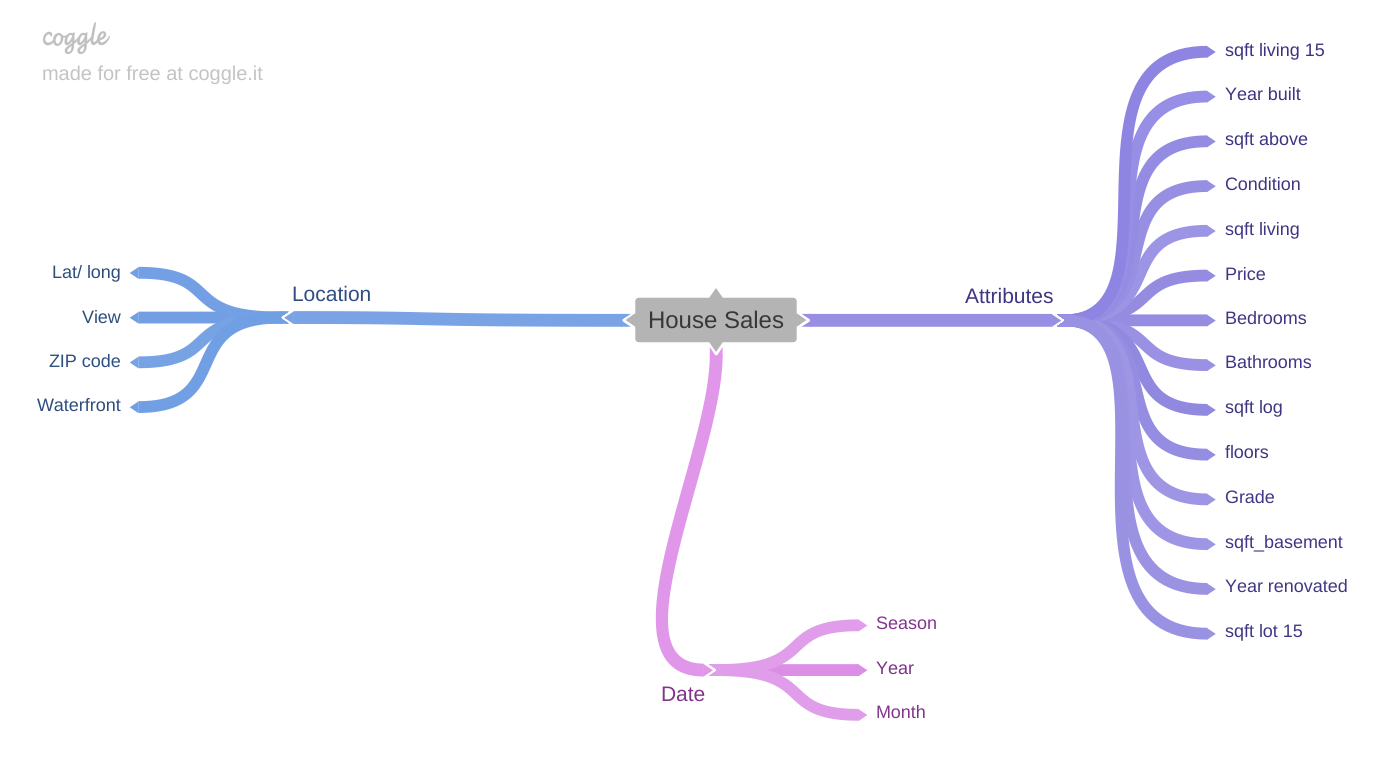 coggle
made for free at coggle.it
House Sales
Location
Lat/ long
View
ZIP code
Waterfront
Attributes
sqft living 15
Year built
sqft above
Condition
sqft living
Price
Bedrooms
Bathrooms
sqft log
floors
Grade
sqft_basement
Year renovated
sqft lot 15
Date
Season
Year
Month